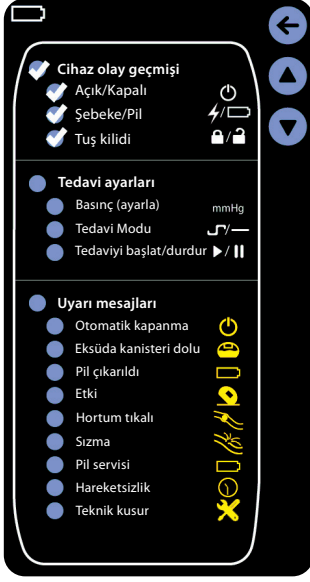 Cihaz olay geçmişi
Açık/Kapalı
Şebeke/Pil /
Tuş kilidi /
Tedavi ayarları
Basınç (ayarla) mmHg
Tedavi Modu /
Tedaviyi başlat/durdur /
Uyarı mesajları
Otomatik kapanma
Eksüda kanisteri dolu
Pil çıkarıldı
Etki
Hortum tıkalı
Sızma
Pil servisi
Hareketsizlik
Teknik kusur